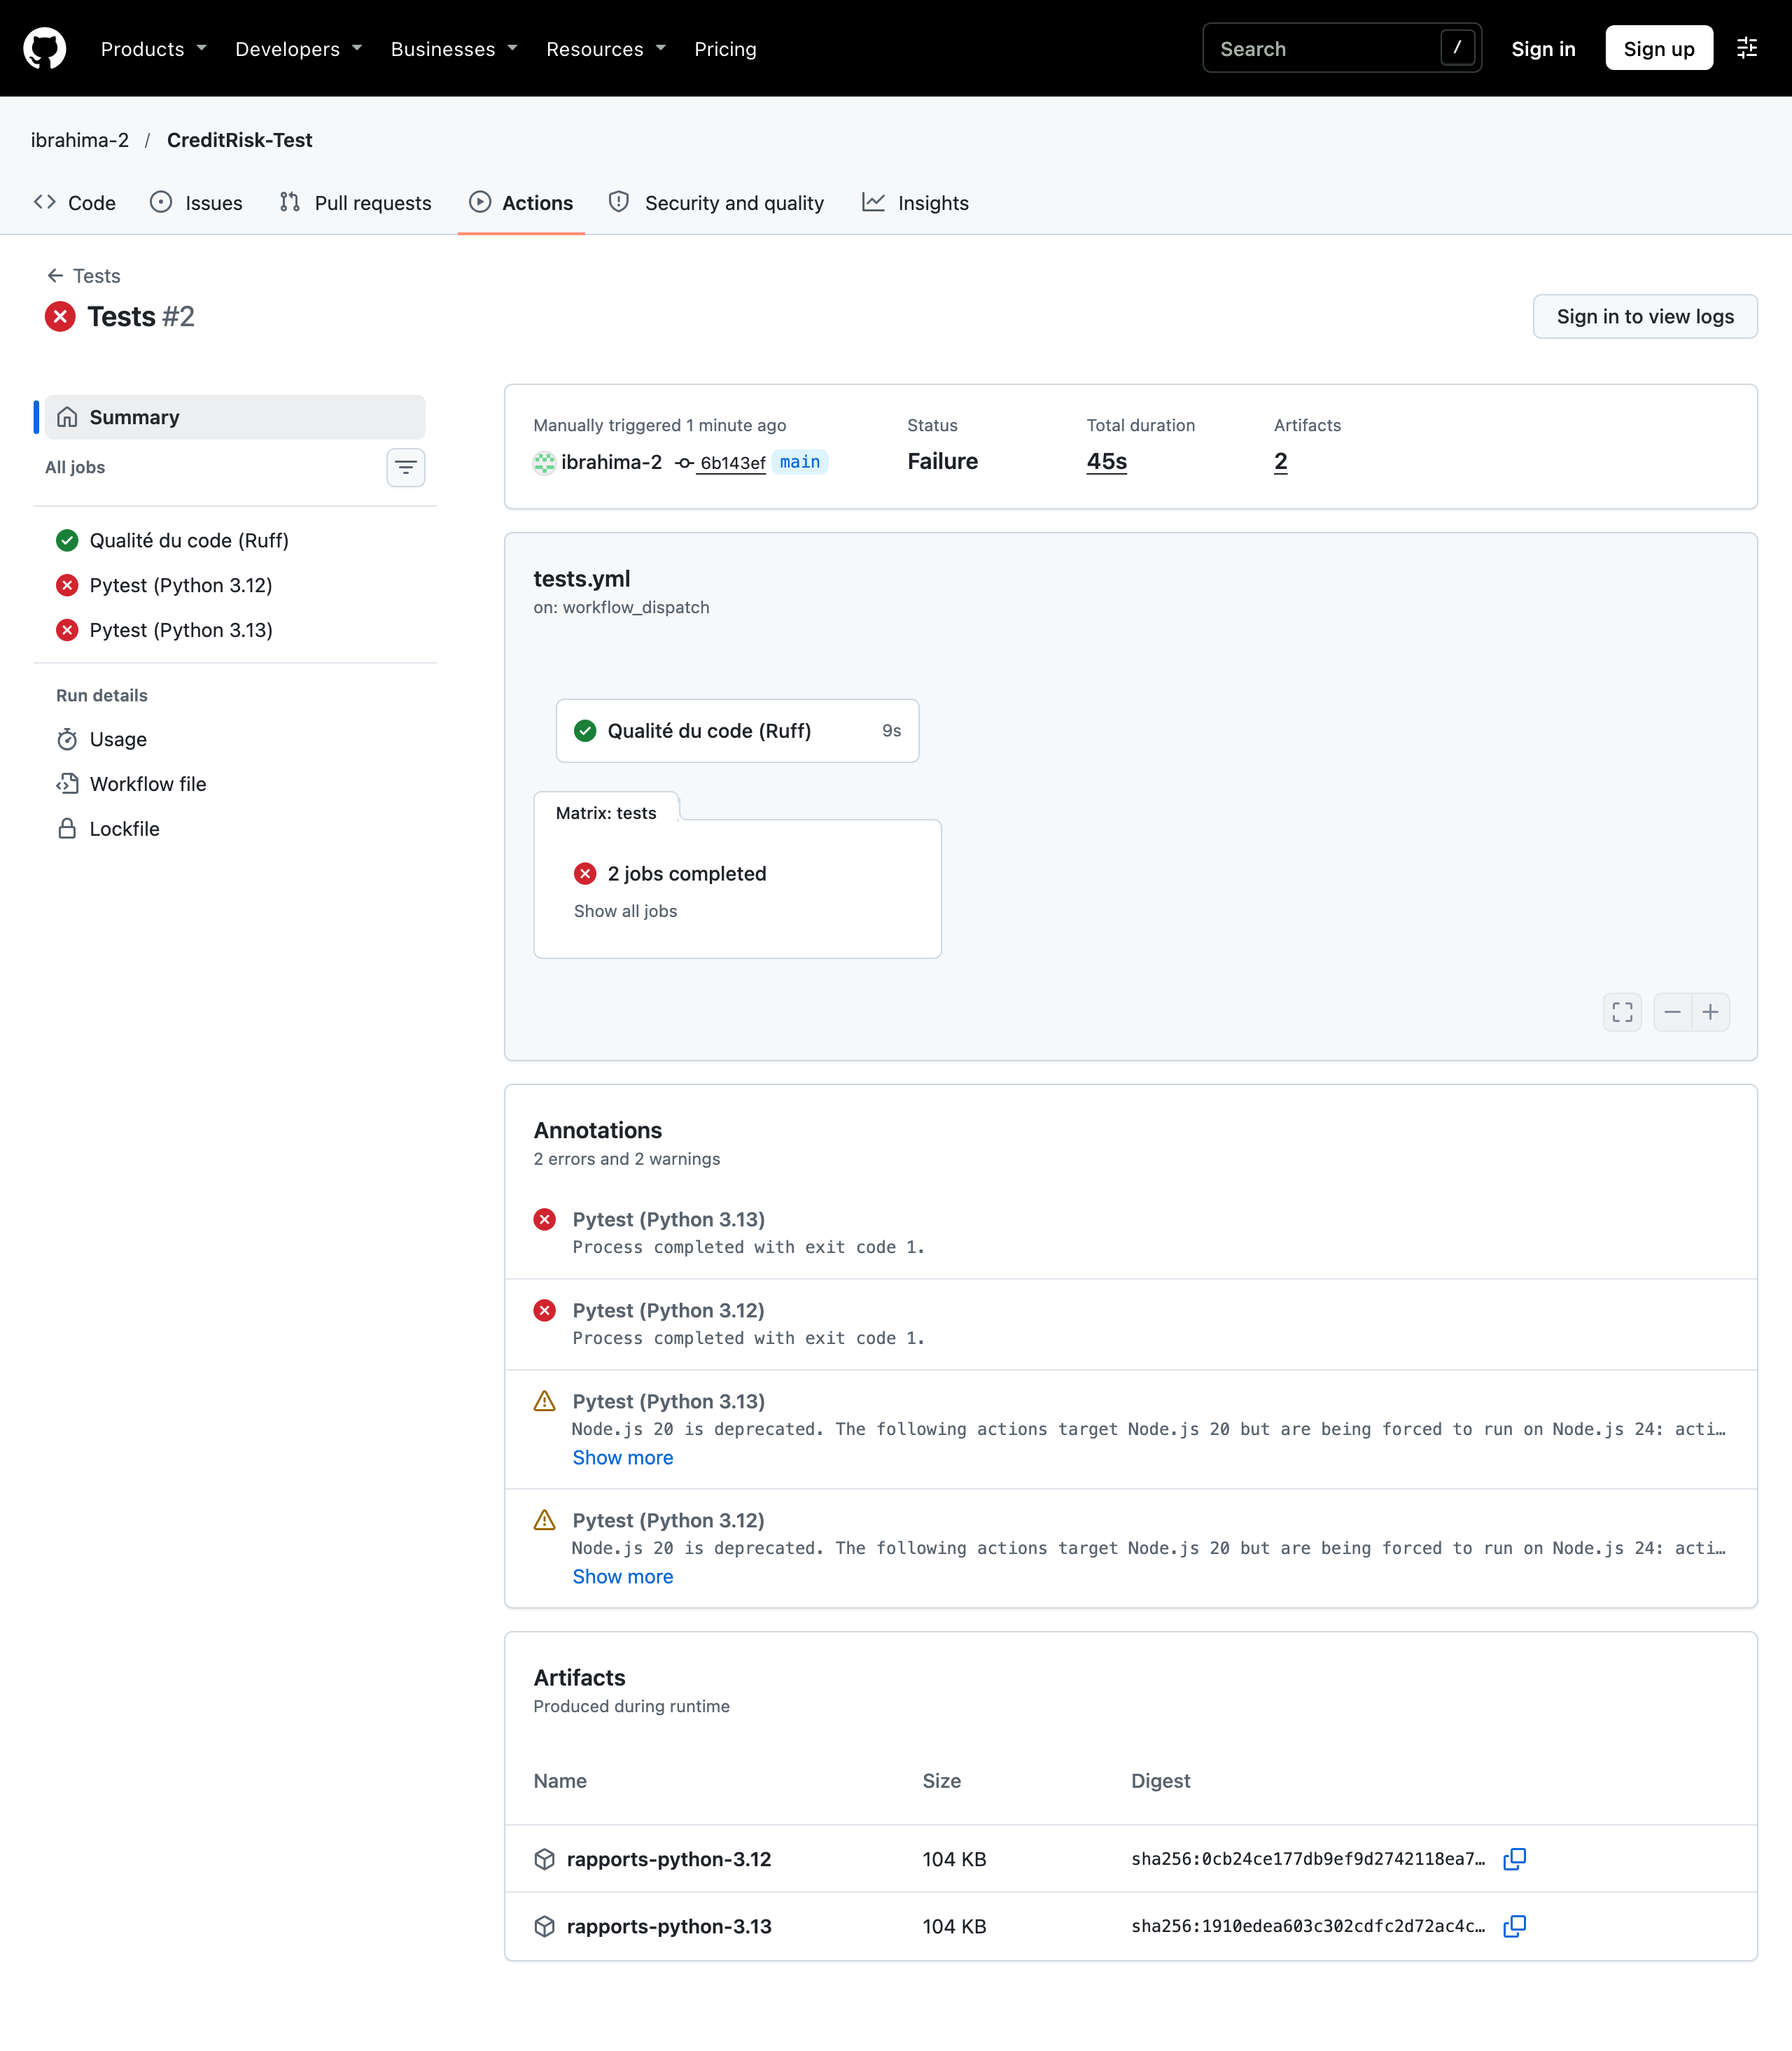 Products Developers Businesses Resources Pricing Search / Sign in Sign up
ibrahima-2 / CreditRisk-Test
Code Issues Pull requests Actions Security and quality Insights
← Tests
Tests #2
Sign in to view logs
Summary
All jobs
Qualité du code (Ruff)
Pytest (Python 3.12)
Pytest (Python 3.13)
Run details
Usage
Workflow file
Lockfile
Manually triggered 1 minute ago
ibrahima-2 6b143ef main
Status
Failure
Total duration
45s
Artifacts
2
tests.yml
on: workflow_dispatch
Qualité du code (Ruff) 9s
Matrix: tests
2 jobs completed
Show all jobs
Annotations
2 errors and 2 warnings
Pytest (Python 3.13)
Process completed with exit code 1.
Pytest (Python 3.12)
Process completed with exit code 1.
Pytest (Python 3.13)
Node.js 20 is deprecated. The following actions target Node.js 20 but are being forced to run on Node.js 24: acti…
Show more
Pytest (Python 3.12)
Node.js 20 is deprecated. The following actions target Node.js 20 but are being forced to run on Node.js 24: acti…
Show more
Artifacts
Produced during runtime
Name Size Digest
rapports-python-3.12 104 KB sha256:0cb24ce177db9ef9d2742118ea7…
rapports-python-3.13 104 KB sha256:1910edea603c302cdfc2d72ac4c…